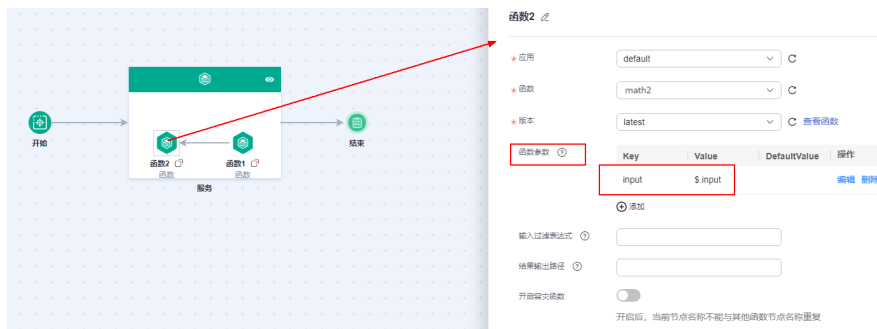 开始
函数2
函数
函数1
函数
服务
结束
函数2
* 应用
default
* 函数
math2
* 版本
latest
查看函数
函数参数 ?
Key Value DefaultValue 操作
input $.input 编辑 删除
添加
输入过滤表达式 ?
结果输出路径 ?
开启容灾函数
开启后，当前节点名称不能与其他函数节点名称重复